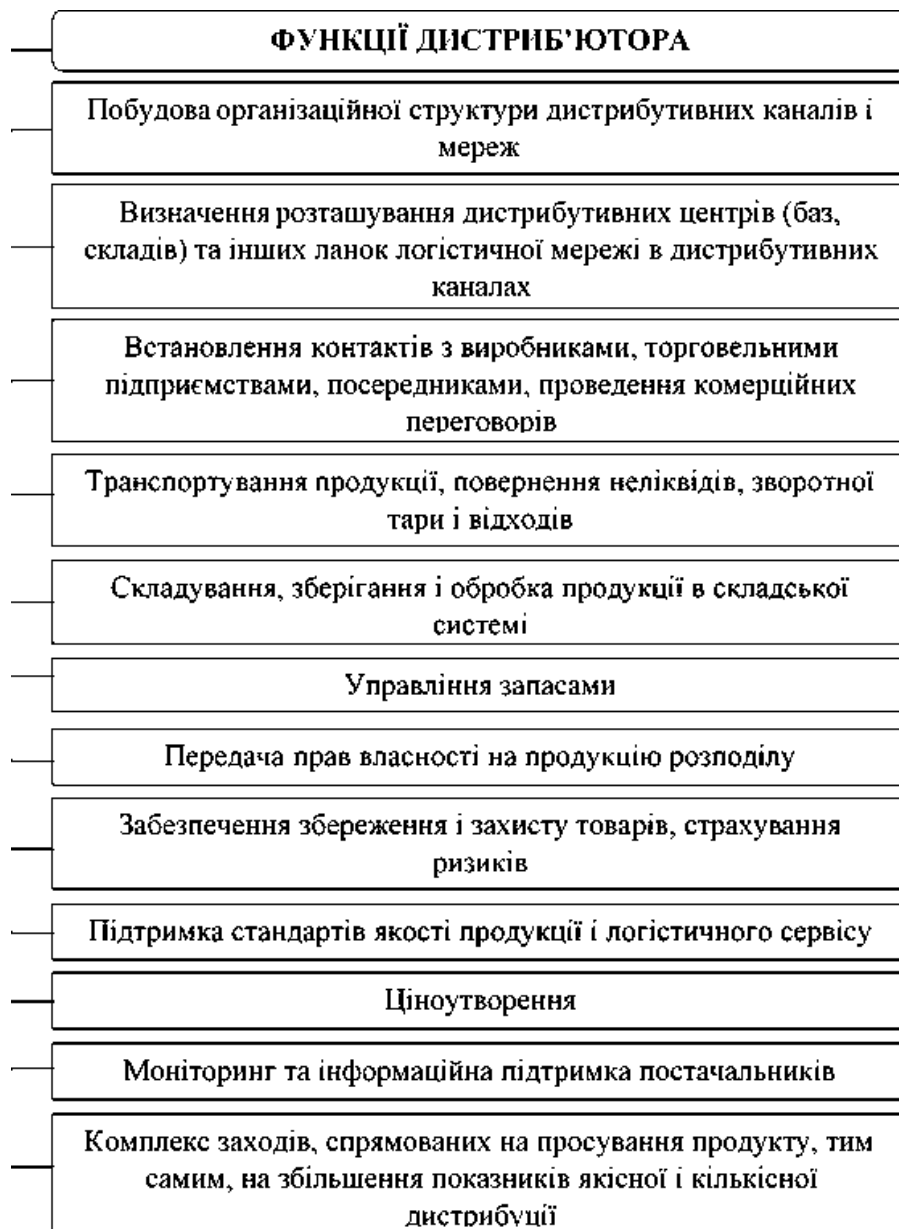 ФУНКЦІЇ ДИСТРИБ’ЮТОРА
Побудова організаційної структури дистрибутивних каналів і
мереж
Визначення розташування дистрибутивних центрів (баз,
складів) та інших ланок логістичної мережі в дистрибутивних
каналах
Встановлення контактів з виробниками, торговельними
підприємствами, посередниками, проведення комерційних
переговорів
Транспортування продукції, повернення неліквідів, зворотної
тари і відходів
Складування, зберігання і обробка продукції в складської
системі
Управління запасами
Передача прав власності на продукцію розподілу
Забезпечення збереження і захисту товарів, страхування
ризиків
Підтримка стандартів якості продукції і логістичного сервісу
Ціноутворення
Моніторинг та інформаційна підтримка постачальників
Комплекс заходів, спрямованих на просування продукту, тим
самим, на збільшення показників якісної і кількісної
дистрибуції